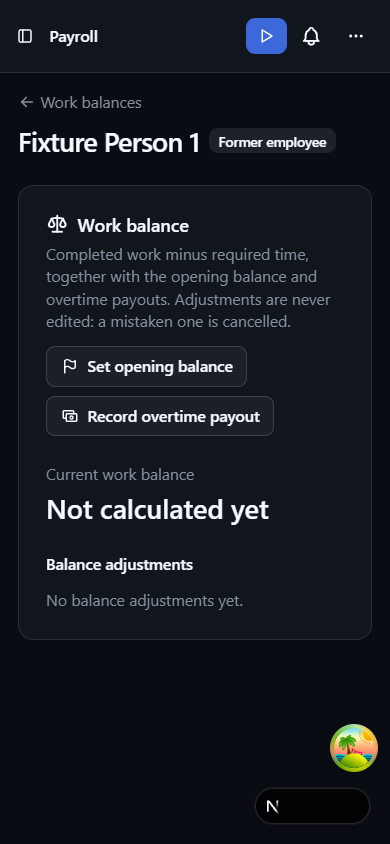 Payroll
Work balances
Fixture Person 1 Former employee
Work balance
Completed work minus required time,
together with the opening balance and
overtime payouts. Adjustments are never
edited: a mistaken one is cancelled.
Set opening balance
Record overtime payout
Current work balance
Not calculated yet
Balance adjustments
No balance adjustments yet.